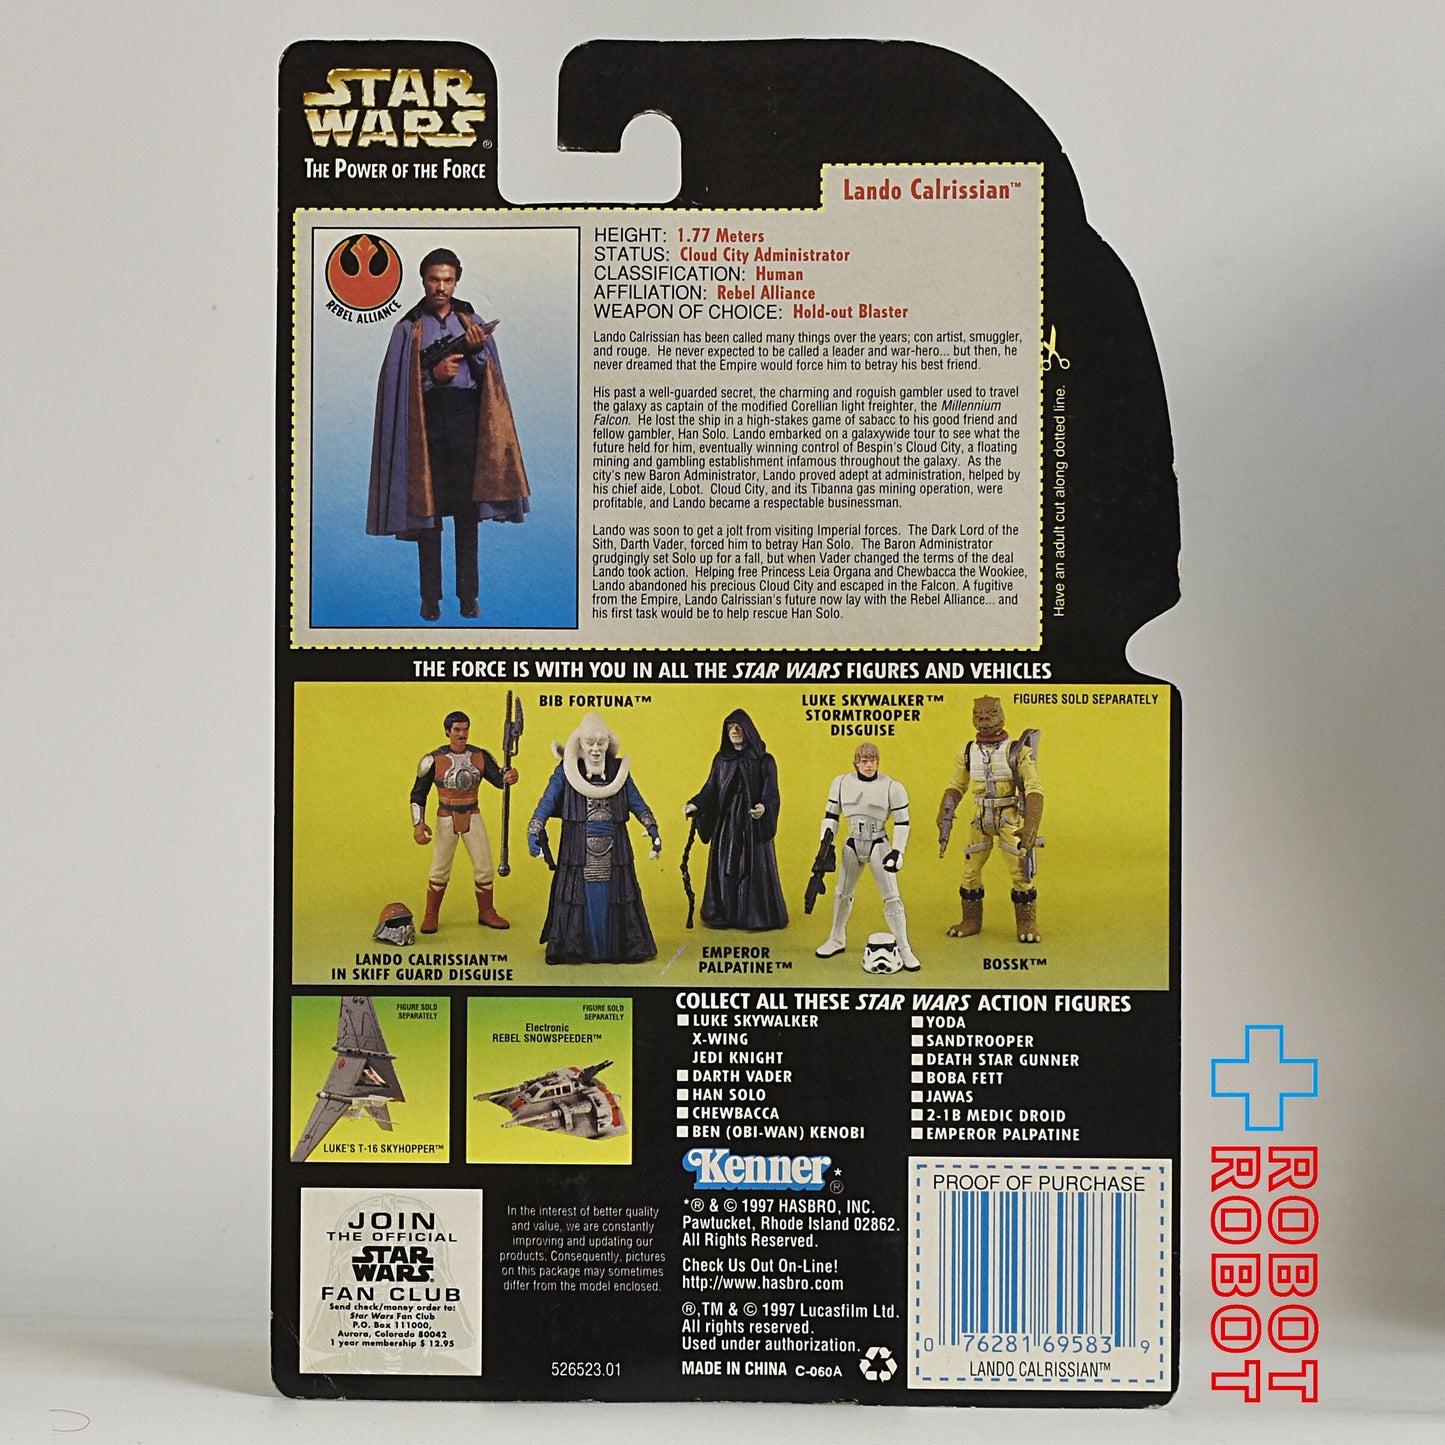 STAR
WARS®
THE POWER OF THE FORCE
Lando Calrissian™
REBEL ALLIANCE
HEIGHT: 1.77 Meters
STATUS: Cloud City Administrator
CLASSIFICATION: Human
AFFILIATION: Rebel Alliance
WEAPON OF CHOICE: Hold-out Blaster
Lando Calrissian has been called many things over the years; con artist, smuggler,
and rouge. He never expected to be called a leader and war-hero... but then, he
never dreamed that the Empire would force him to betray his best friend.
His past a well-guarded secret, the charming and roguish gambler used to travel
the galaxy as captain of the modified Corellian light freighter, the Millennium
Falcon. He lost the ship in a high-stakes game of sabacc to his good friend and
fellow gambler, Han Solo. Lando embarked on a galaxywide tour to see what the
future held for him, eventually winning control of Bespin's Cloud City, a floating
mining and gambling establishment infamous throughout the galaxy. As the
city's new Baron Administrator, Lando proved adept at administration, helped by
his chief aide, Lobot. Cloud City, and its Tibanna gas mining operation, were
profitable, and Lando became a respectable businessman.
Lando was soon to get a jolt from visiting Imperial forces. The Dark Lord of the
Sith, Darth Vader, forced him to betray Han Solo. The Baron Administrator
grudgingly set Solo up for a fall, but when Vader changed the terms of the deal
Lando took action. Helping free Princess Leia Organa and Chewbacca the Wookiee,
Lando abandoned his precious Cloud City and escaped in the Falcon. A fugitive
from the Empire, Lando Calrissian's future now lay with the Rebel Alliance... and
his first task would be to help rescue Han Solo.
Have an adult cut along dotted line.
THE FORCE IS WITH YOU IN ALL THE STAR WARS FIGURES AND VEHICLES
BIB FORTUNA™
LUKE SKYWALKER™
STORMTROOPER
DISGUISE
FIGURES SOLD SEPARATELY
LANDO CALRISSIAN™
IN SKIFF GUARD DISGUISE
EMPEROR
PALPATINE™
BOSSK™
FIGURE SOLD
SEPARATELY
LUKE'S T-16 SKYHOPPER™
FIGURE SOLD
SEPARATELY
Electronic
REBEL SNOWSPEEDER™
COLLECT ALL THESE STAR WARS ACTION FIGURES
LUKE SKYWALKER
X-WING
JEDI KNIGHT
DARTH VADER
HAN SOLO
CHEWBACCA
BEN (OBI-WAN) KENOBI
YODA
SANDTROOPER
DEATH STAR GUNNER
BOBA FETT
JAWAS
2-1B MEDIC DROID
EMPEROR PALPATINE
JOIN
THE OFFICIAL
STAR
WARS®
FAN CLUB
Send check/money order to:
Star Wars Fan Club
P.O. Box 111000,
Aurora, Colorado 80042
1 year membership $ 12.95
In the interest of better quality
and value, we are constantly
improving and updating our
products. Consequently, pictures
on this package may sometimes
differ from the model enclosed.
526523.01
Kenner*®
*® & © 1997 HASBRO, INC.
Pawtucket, Rhode Island 02862.
All Rights Reserved.
Check Us Out On-Line!
http://www.hasbro.com
®,TM & © 1997 Lucasfilm Ltd.
All rights reserved.
Used under authorization.
MADE IN CHINA C-060A
PROOF OF PURCHASE
0 76281 69583 9
LANDO CALRISSIAN™
ROBOT
ROBOT